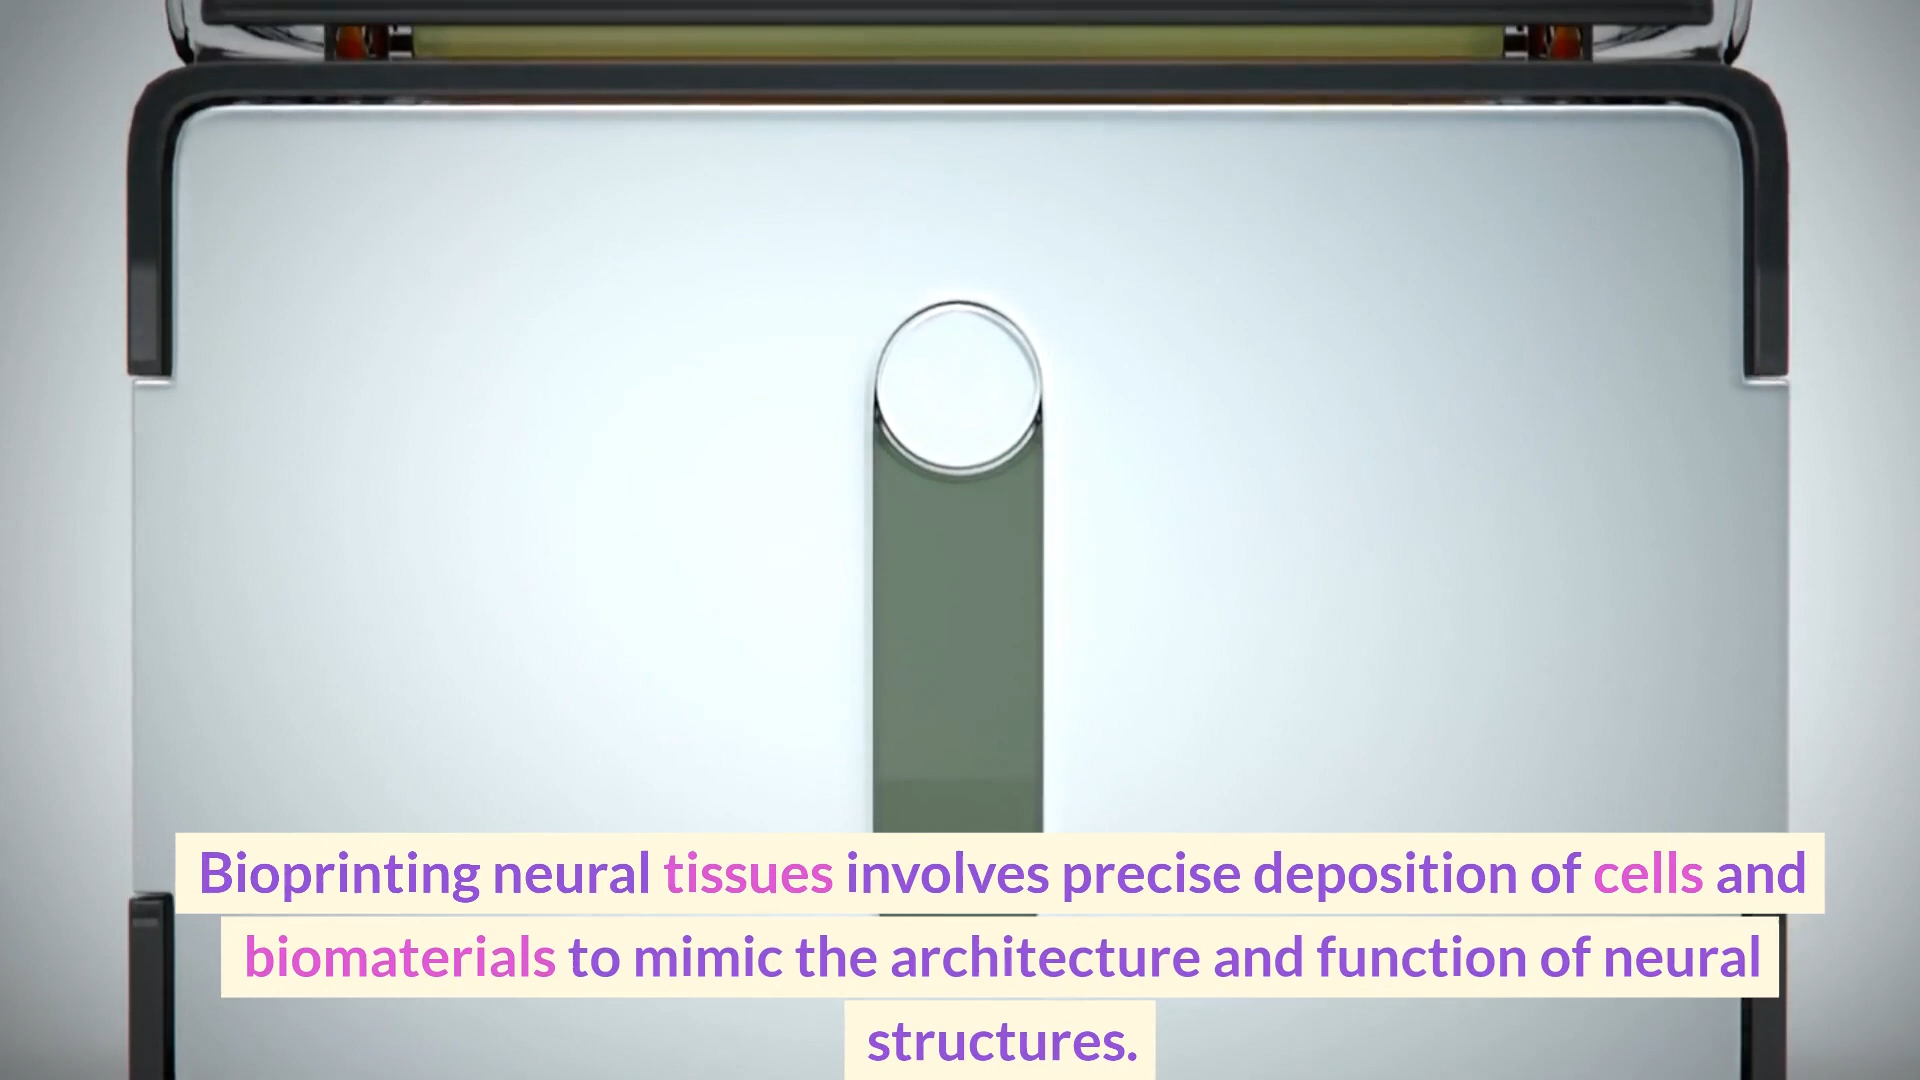 Bioprinting neural tissues involves precise deposition of cells and
biomaterials to mimic the architecture and function of neural
structures.